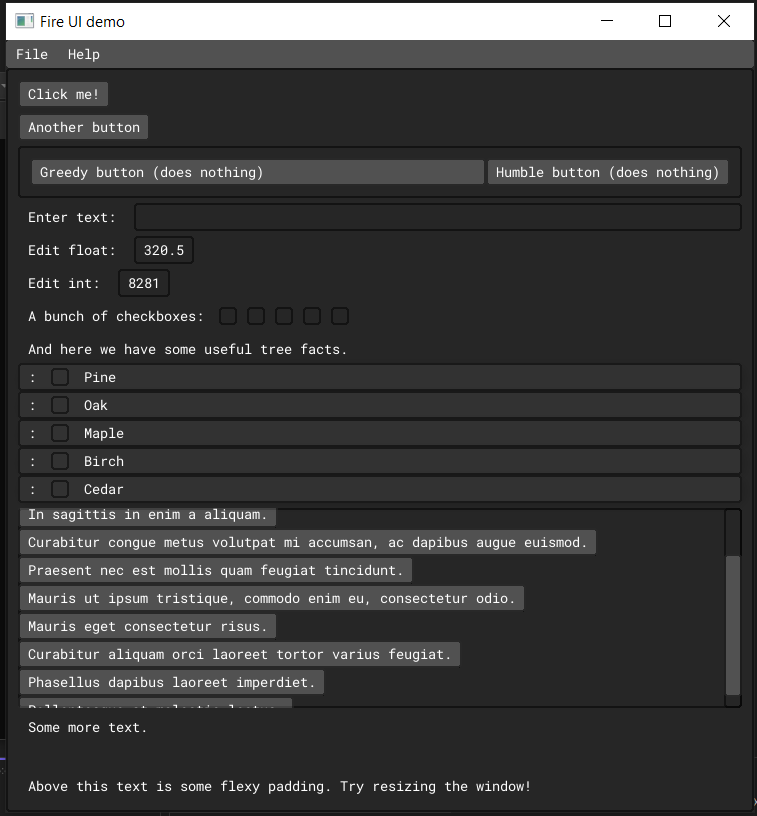 Fire UI demo
File Help
Click me!
Another button
Greedy button (does nothing) Humble button (does nothing)
Enter text:
Edit float: 320.5
Edit int: 8281
A bunch of checkboxes:
And here we have some useful tree facts.
: Pine
: Oak
: Maple
: Birch
: Cedar
In sagittis in enim a aliquam.
Curabitur congue metus volutpat mi accumsan, ac dapibus augue euismod.
Praesent nec est mollis quam feugiat tincidunt.
Mauris ut ipsum tristique, commodo enim eu, consectetur odio.
Mauris eget consectetur risus.
Curabitur aliquam orci laoreet tortor varius feugiat.
Phasellus dapibus laoreet imperdiet.
Some more text.
Above this text is some flexy padding. Try resizing the window!